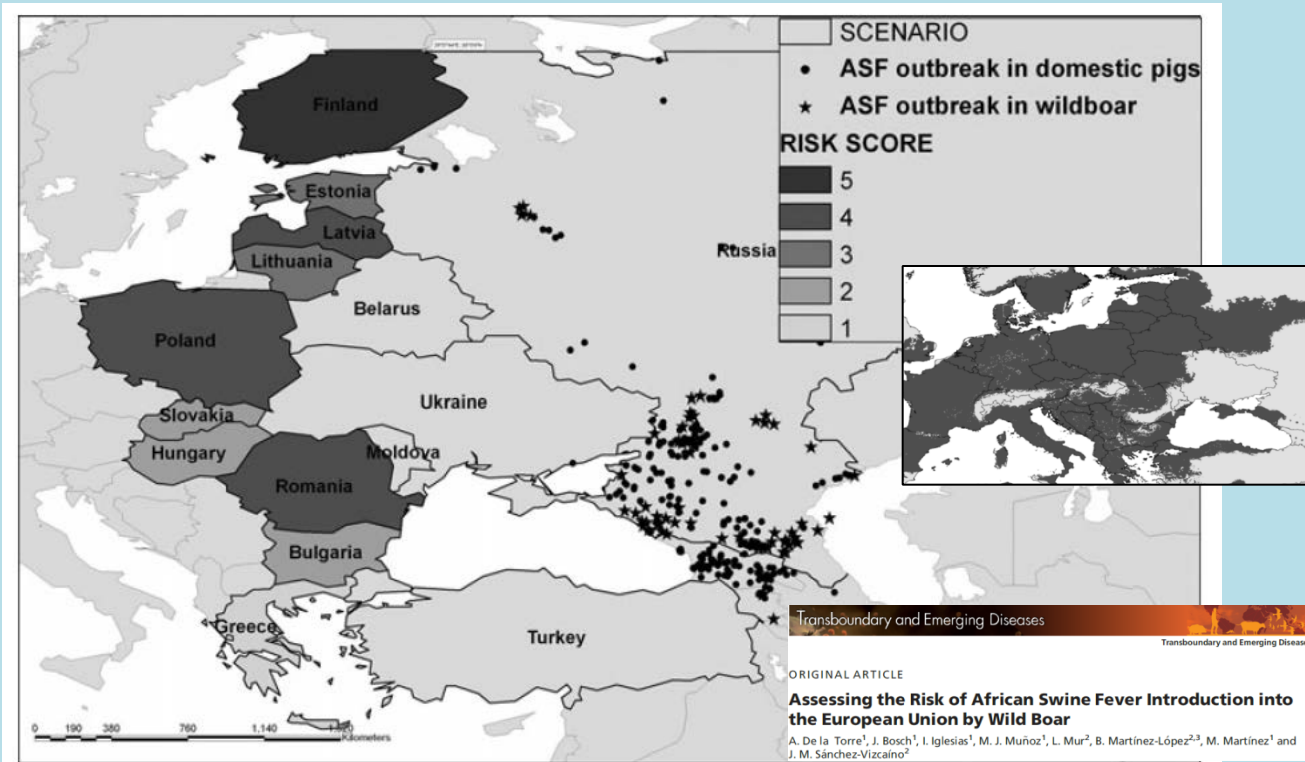 SCENARIO
ASF outbreak in domestic pigs
ASF outbreak in wildboar
RISK SCORE
5
4
3
2
1
Finland
Estonia
Latvia
Lithuania
Russia
Belarus
Poland
Ukraine
Slovakia
Hungary
Moldova
Romania
Bulgaria
Greece
Turkey
0 190 380 760 1,140
Kilometers
Transboundary and Emerging Diseases
Transboundary and Emerging Disease
ORIGINAL ARTICLE
Assessing the Risk of African Swine Fever Introduction into
the European Union by Wild Boar
A. De la Torre1, J. Bosch1, I. Iglesias1, M. J. Muñoz1, L. Mur2, B. Martínez-López2,3, M. Martínez1 and
J. M. Sánchez-Vizcaíno2